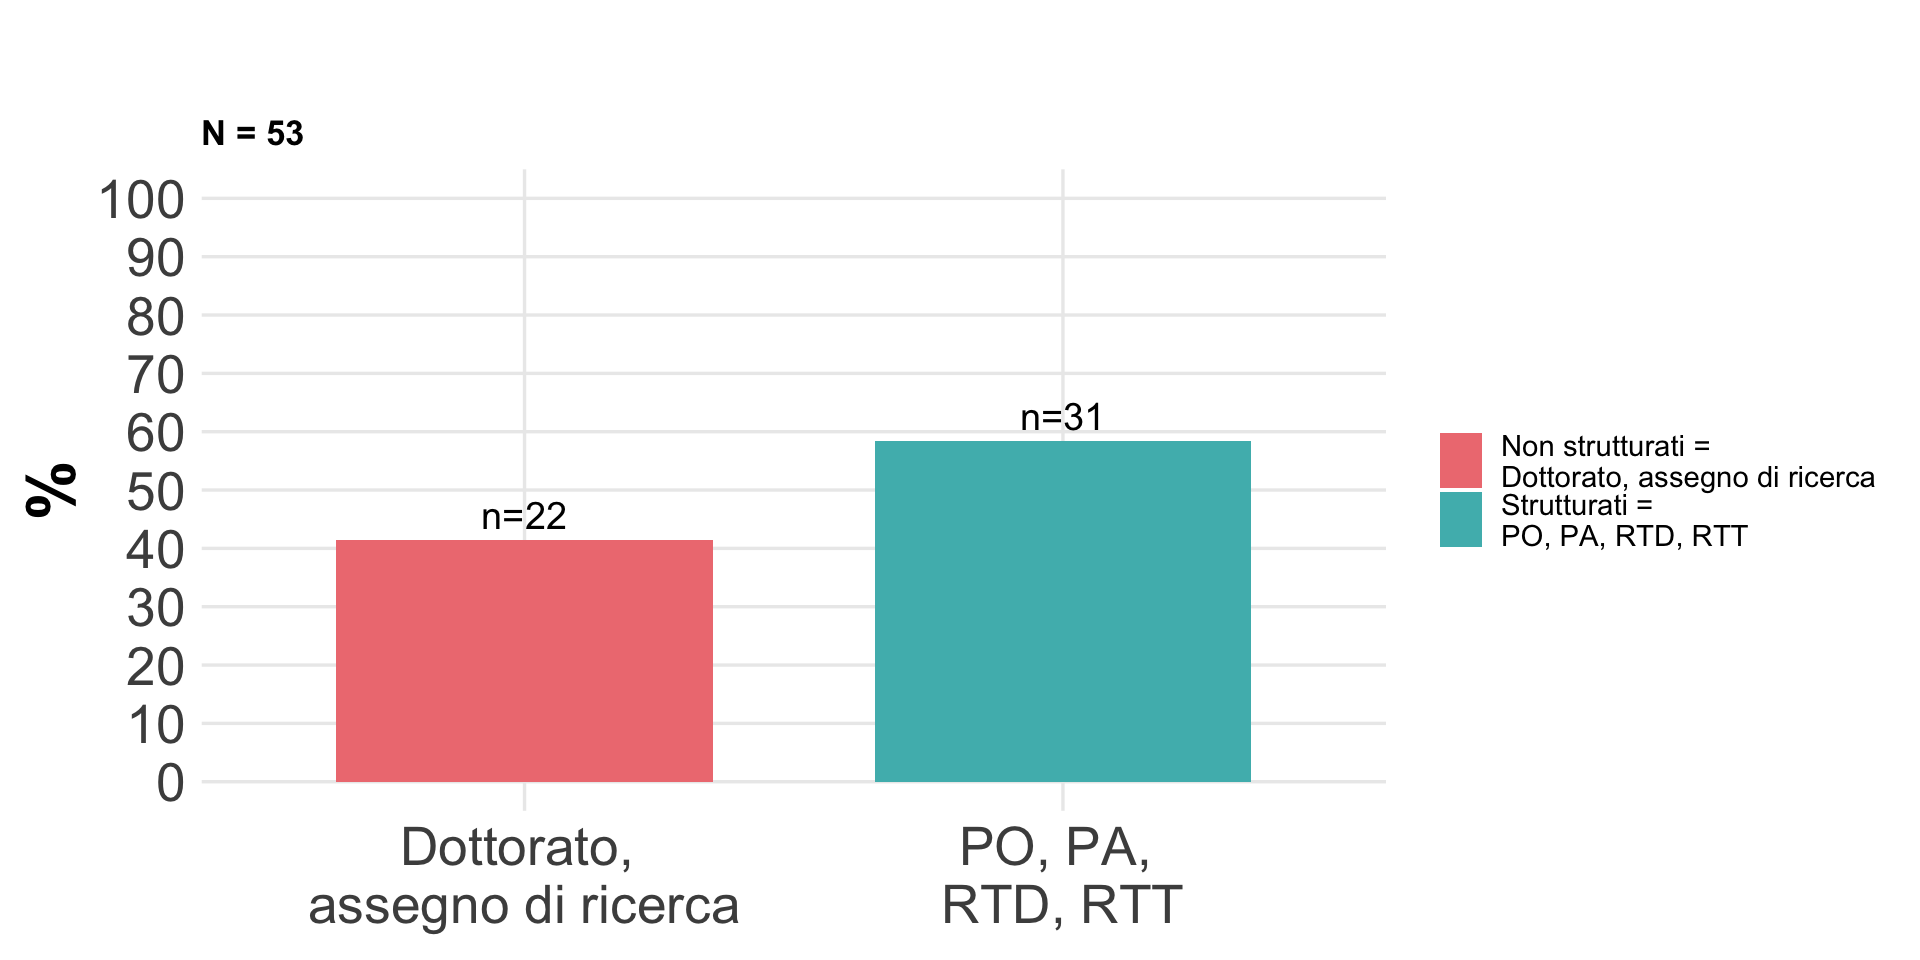 N = 53
100
90
80
70
60
50
40
30
20
10
0
%
n=22
n=31
Dottorato,
assegno di ricerca
PO, PA,
RTD, RTT
Non strutturati =
Dottorato, assegno di ricerca
Strutturati =
PO, PA, RTD, RTT